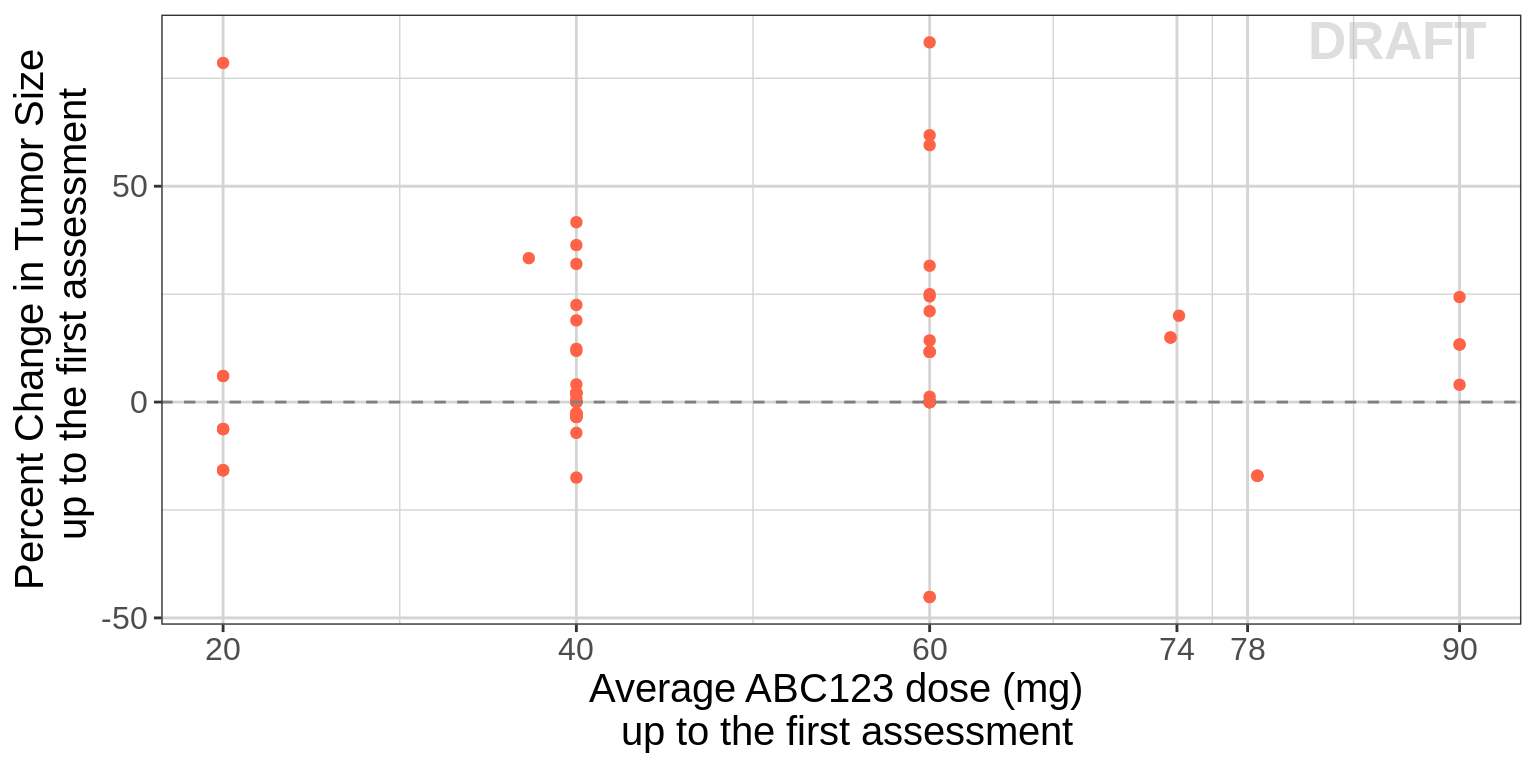 DRAFT
Percent Change in Tumor Size
up to the first assessment
50
0
-50
20 40 60 74 78 90
Average ABC123 dose (mg)
up to the first assessment